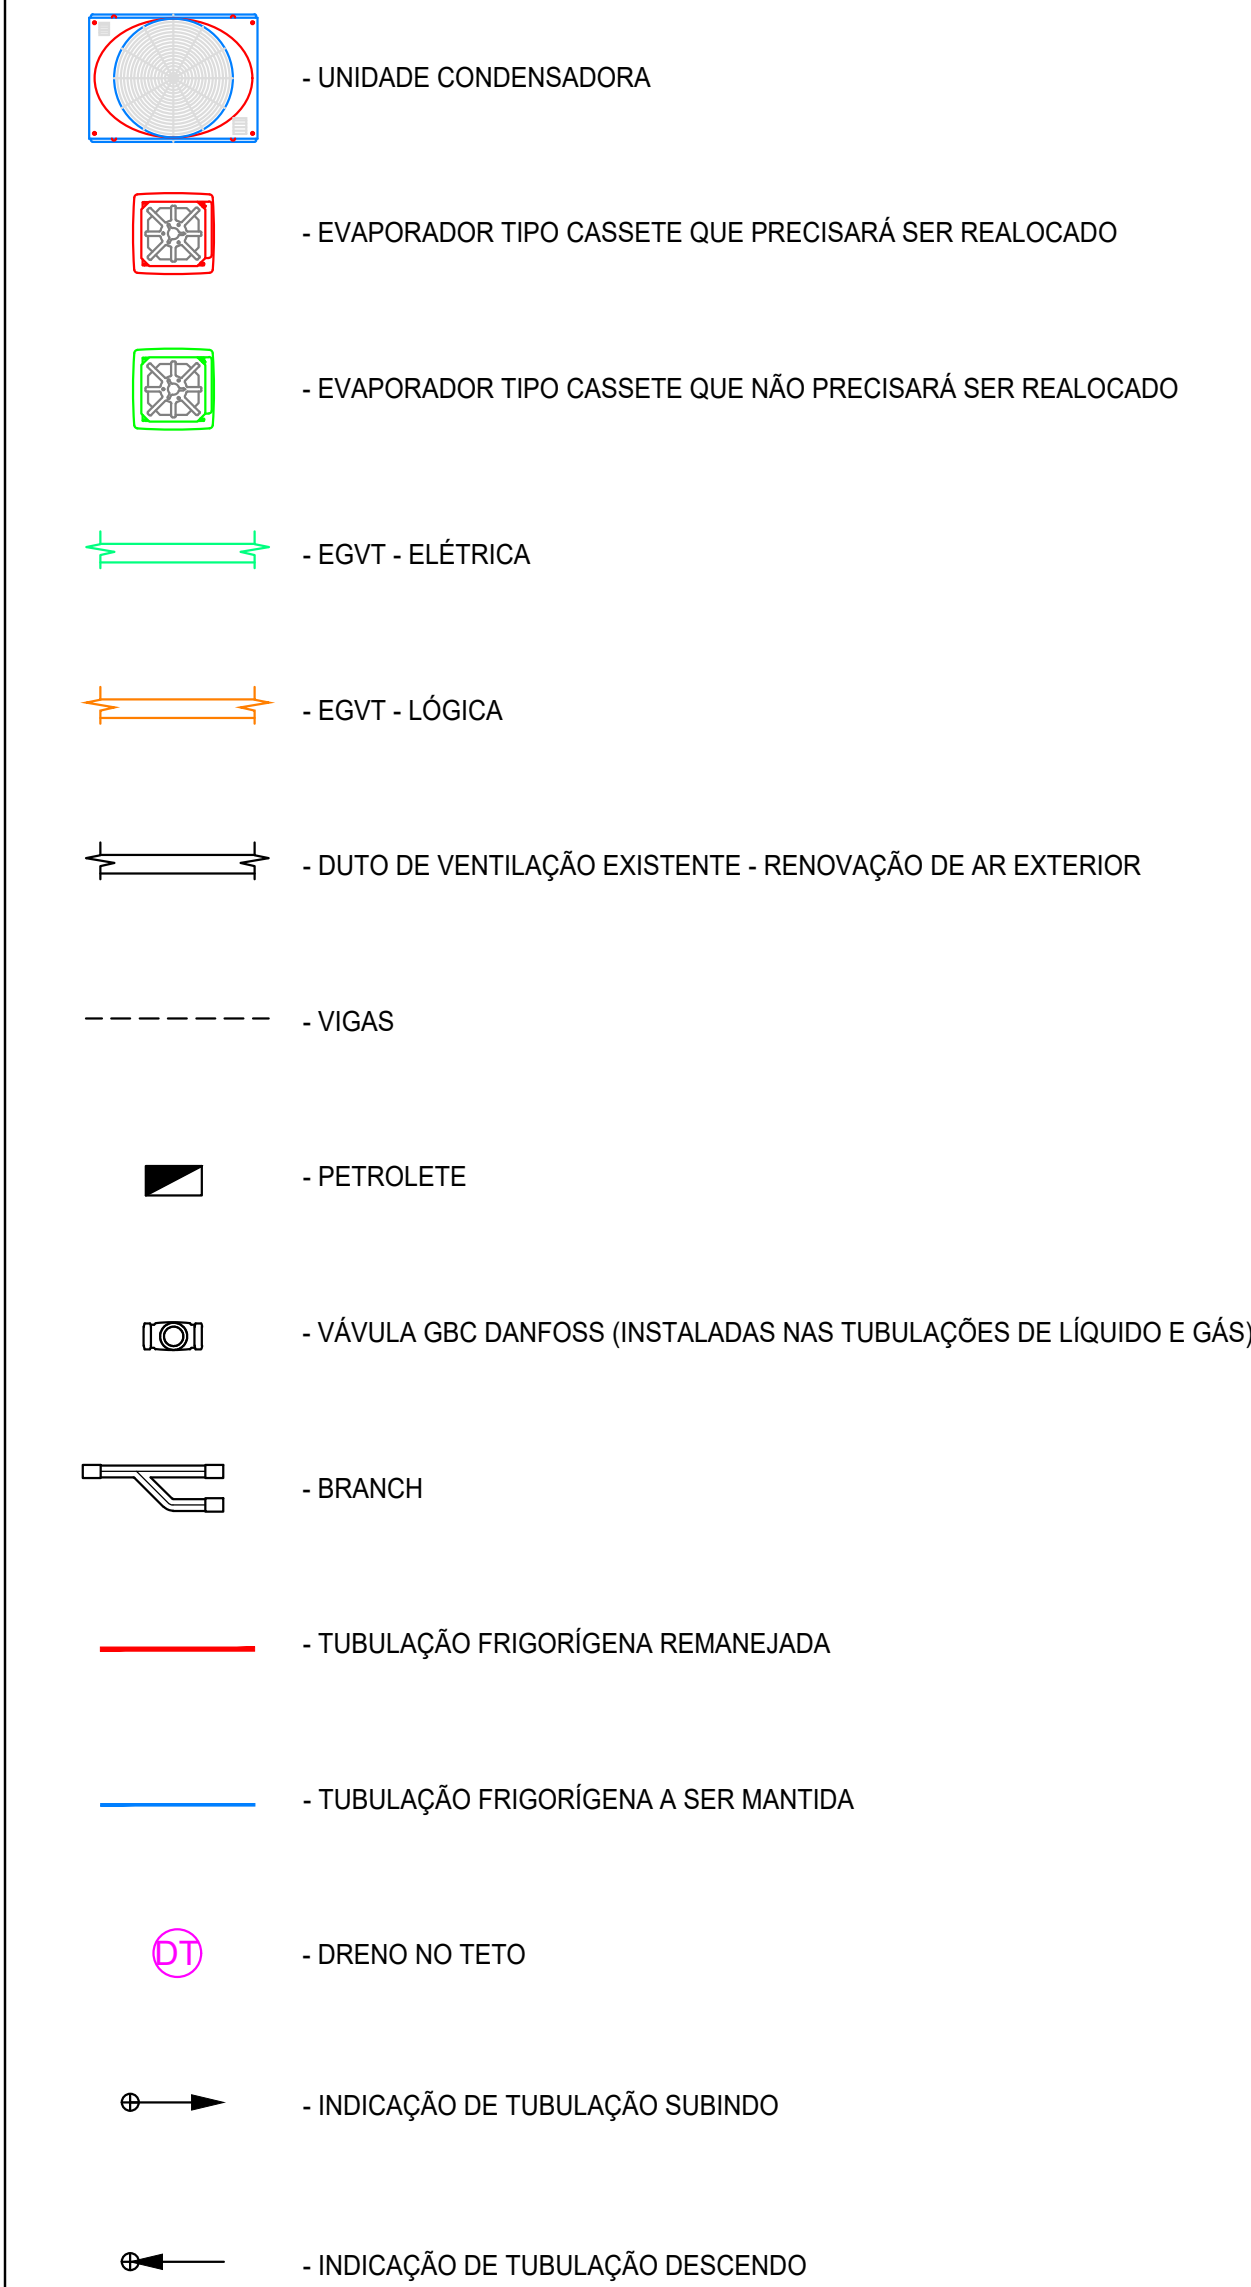 - UNIDADE CONDENSADORA
- EVAPORADOR TIPO CASSETE QUE PRECISARÁ SER REALOCADO
- EVAPORADOR TIPO CASSETE QUE NÃO PRECISARÁ SER REALOCADO
- EGVT - ELÉTRICA
- EGVT - LÓGICA
- DUTO DE VENTILAÇÃO EXISTENTE - RENOVAÇÃO DE AR EXTERIOR
- VIGAS
- PETROLETE
- VÁVULA GBC DANFOSS (INSTALADAS NAS TUBULAÇÕES DE LÍQUIDO E GÁS)
- BRANCH
- TUBULAÇÃO FRIGORÍGENA REMANEJADA
- TUBULAÇÃO FRIGORÍGENA A SER MANTIDA
DT - DRENO NO TETO
- INDICAÇÃO DE TUBULAÇÃO SUBINDO
- INDICAÇÃO DE TUBULAÇÃO DESCENDO